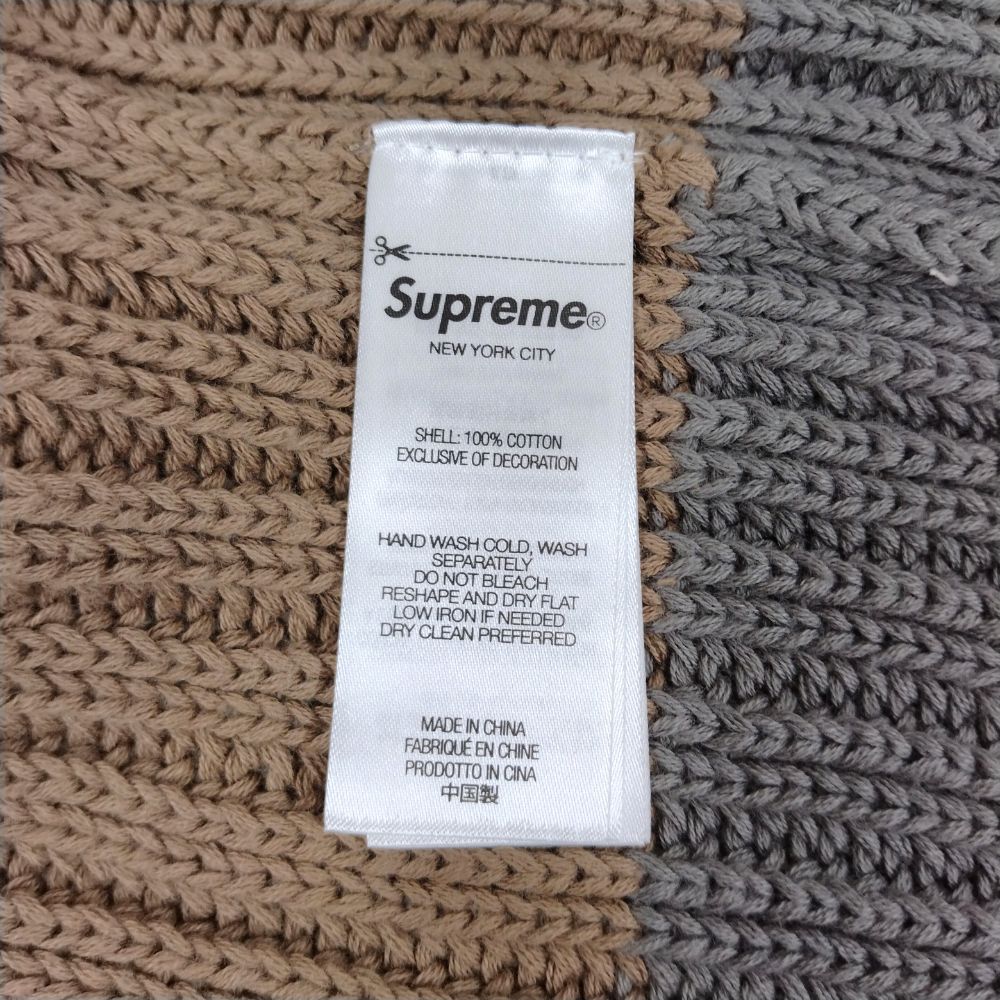 Supreme®
NEW YORK CITY
SHELL: 100% COTTON
EXCLUSIVE OF DECORATION
HAND WASH COLD, WASH
SEPARATELY
DO NOT BLEACH
RESHAPE AND DRY FLAT
LOW IRON IF NEEDED
DRY CLEAN PREFERRED
MADE IN CHINA
FABRIQUÉ EN CHINE
PRODOTTO IN CINA
中国製